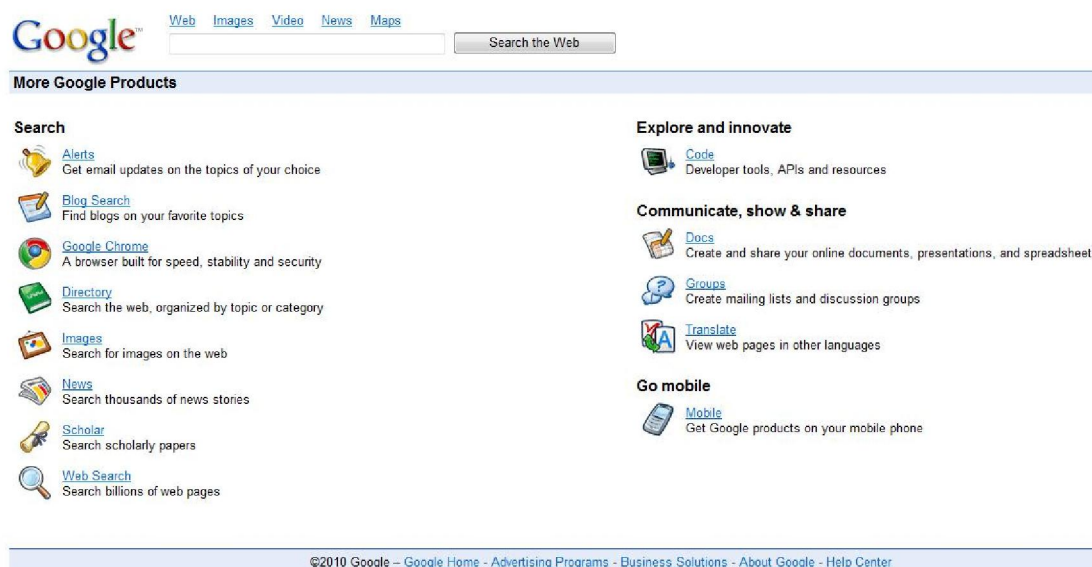 Google™
Web Images Video News Maps
Search the Web
More Google Products
Search
Alerts
Get email updates on the topics of your choice
Blog Search
Find blogs on your favorite topics
Google Chrome
A browser built for speed, stability and security
Directory
Search the web, organized by topic or category
Images
Search for images on the web
News
Search thousands of news stories
Scholar
Search scholarly papers
Web Search
Search billions of web pages
Explore and innovate
Code
Developer tools, APIs and resources
Communicate, show & share
Docs
Create and share your online documents, presentations, and spreadsheet
Groups
Create mailing lists and discussion groups
Translate
View web pages in other languages
Go mobile
Mobile
Get Google products on your mobile phone
©2010 Google – Google Home - Advertising Programs - Business Solutions - About Google - Help Center